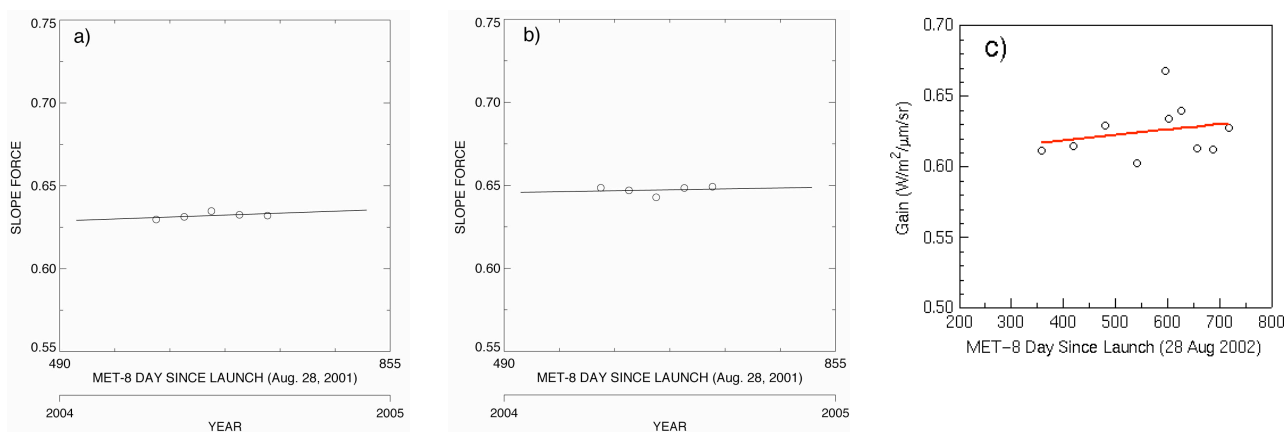 a)
0.75
0.70
0.65
0.60
0.55
SLOPE FORCE
490 855
MET-8 DAY SINCE LAUNCH (Aug. 28, 2001)
2004 2005
YEAR
b)
0.75
0.70
0.65
0.60
0.55
SLOPE FORCE
490 855
MET-8 DAY SINCE LAUNCH (Aug. 28, 2001)
2004 2005
YEAR
c)
0.70
0.65
0.60
0.55
0.50
Gain (W/m²/μm/sr)
200 300 400 500 600 700 800
MET-8 Day Since Launch (28 Aug 2002)